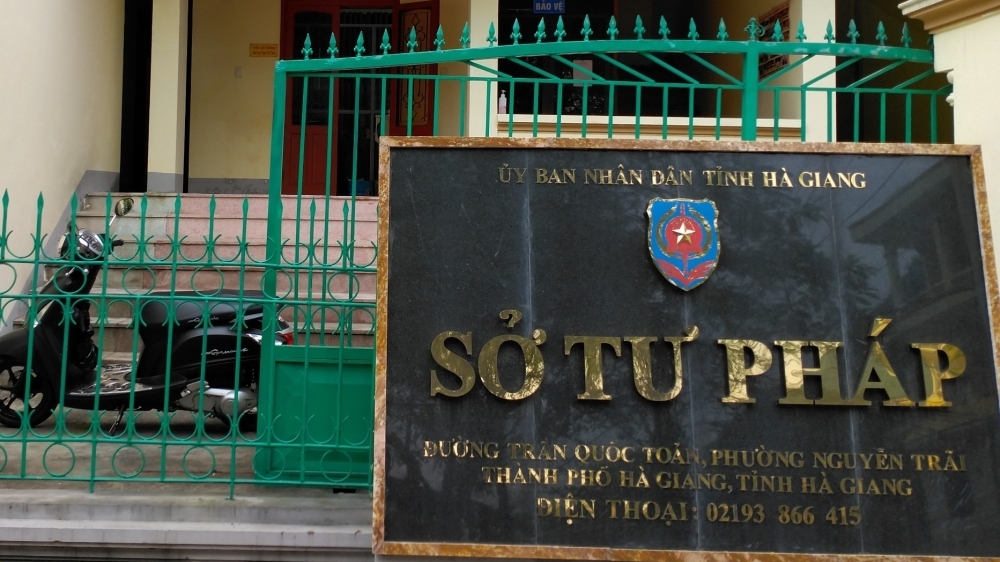 BẢO VỆ
ỦY BAN NHÂN DÂN TỈNH HÀ GIANG
SỞ TƯ PHÁP
ĐƯỜNG TRẦN QUỐC TOẢN, PHƯỜNG NGUYỄN TRÃI
THÀNH PHỐ HÀ GIANG, TỈNH HÀ GIANG
ĐIỆN THOẠI: 02193 866 415